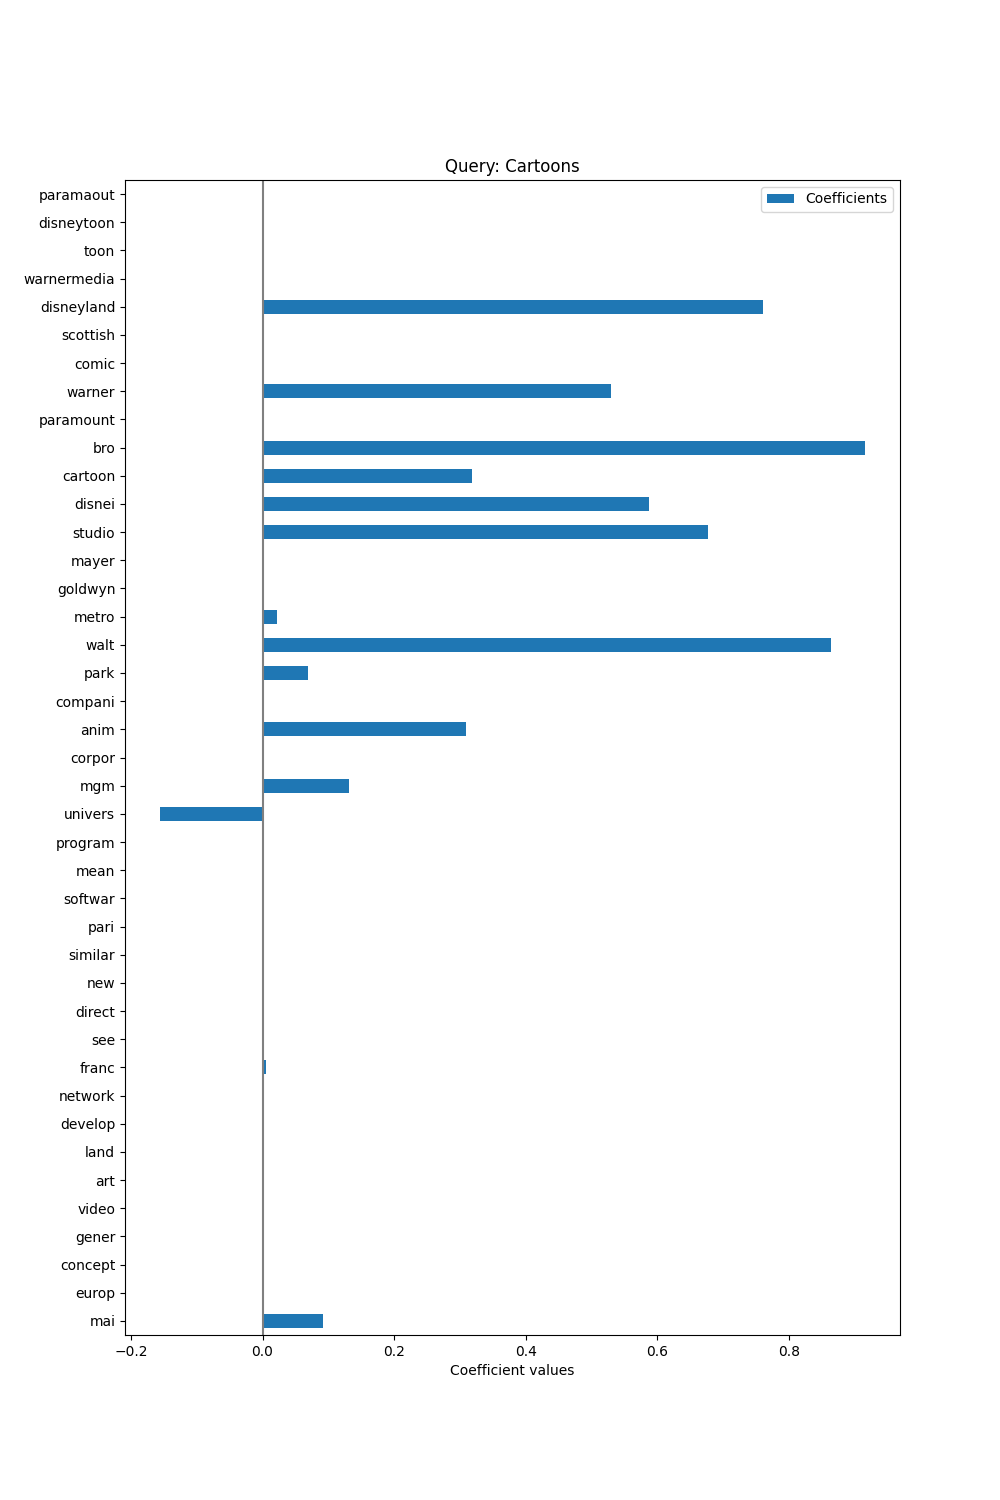 Query: Cartoons
Coefficients
paramaout
disneytoon
toon
warnermedia
disneyland
scottish
comic
warner
paramount
bro
cartoon
disnei
studio
mayer
goldwyn
metro
walt
park
compani
anim
corpor
mgm
univers
program
mean
softwar
pari
similar
new
direct
see
franc
network
develop
land
art
video
gener
concept
europ
mai
−0.2 0.0 0.2 0.4 0.6 0.8
Coefficient values